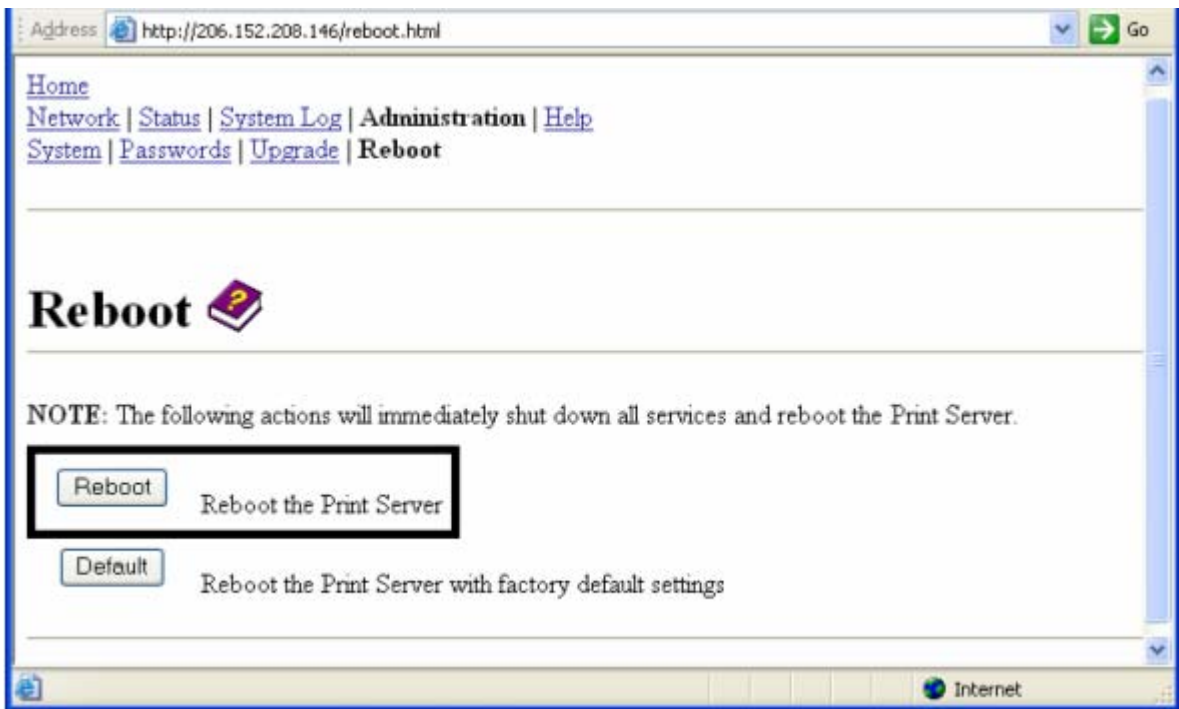 Address http://206.152.208.146/reboot.html Go
Home
Network | Status | System Log | Administration | Help
System | Passwords | Upgrade | Reboot
Reboot ?
NOTE: The following actions will immediately shut down all services and reboot the Print Server.
Reboot Reboot the Print Server
Default Reboot the Print Server with factory default settings
Internet